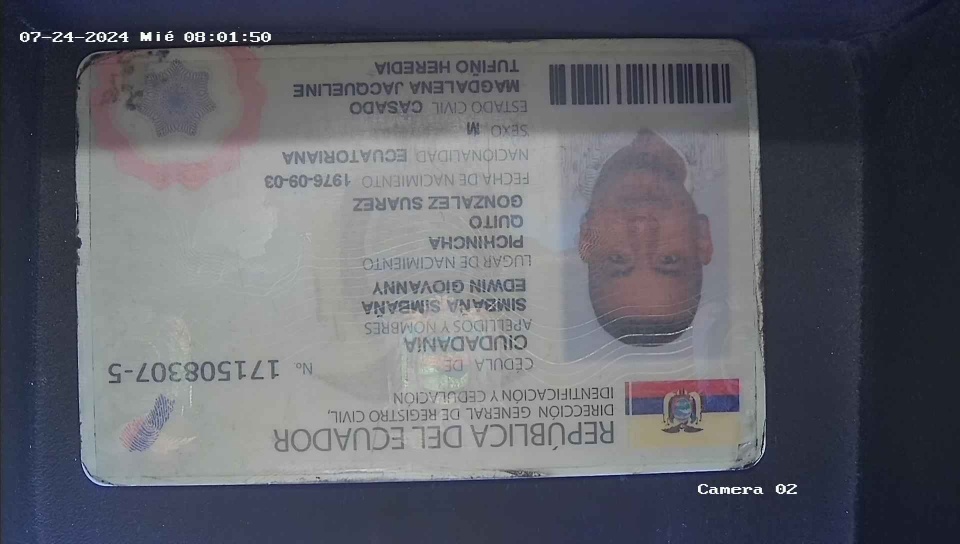 07-24-2024 Mié 08:01:50
REPÚBLICA DEL ECUADOR
DIRECCIÓN GENERAL DE REGISTRO CIVIL,
IDENTIFICACIÓN Y CEDULACIÓN
CÉDULA DE
CIUDADANÍA
No. 171508307-5
APELLIDOS Y NOMBRES
SIMBAÑA SIMBAÑA
EDWIN GIOVANNY
LUGAR DE NACIMIENTO
PICHINCHA
QUITO
GONZALEZ SUAREZ
FECHA DE NACIMIENTO 1976-09-03
NACIONALIDAD ECUATORIANA
SEXO M
ESTADO CIVIL CASADO
MAGDALENA JACQUELINE
TUFIÑO HEREDIA
Camera 02